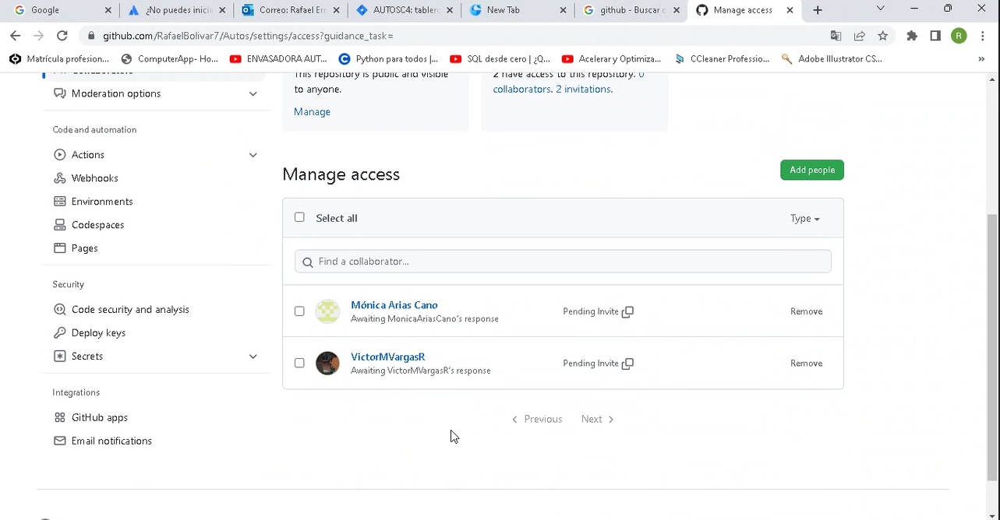 Google
¿No puedes inicia
Correo: Rafael Err
AUTOSC4: tablerc
New Tab
github - Buscar c
Manage access
github.com/RafaelBolivar7/Autos/settings/access?guidance_task=
R
Matrícula profesion...
ComputerApp- Ho...
ENVASADORA AUT...
Python para todos |...
SQL desde cero | ¿Q...
Acelerar y Optimiza...
CCleaner Professio...
Adobe Illustrator CS...
»
Collaborators
Moderation options
Code and automation
Actions
Webhooks
Environments
Codespaces
Pages
Security
Code security and analysis
Deploy keys
Secrets
Integrations
GitHub apps
Email notifications
This repository is public and visible
to anyone.
Manage
2 have access to this repository. 0
collaborators. 2 invitations.
Manage access
Add people
Select all
Type
Find a collaborator...
Mónica Arias Cano
Awaiting MonicaAriasCano's response
Pending Invite
Remove
VictorMVargasR
Awaiting VictorMVargasR's response
Pending Invite
Remove
Previous
Next